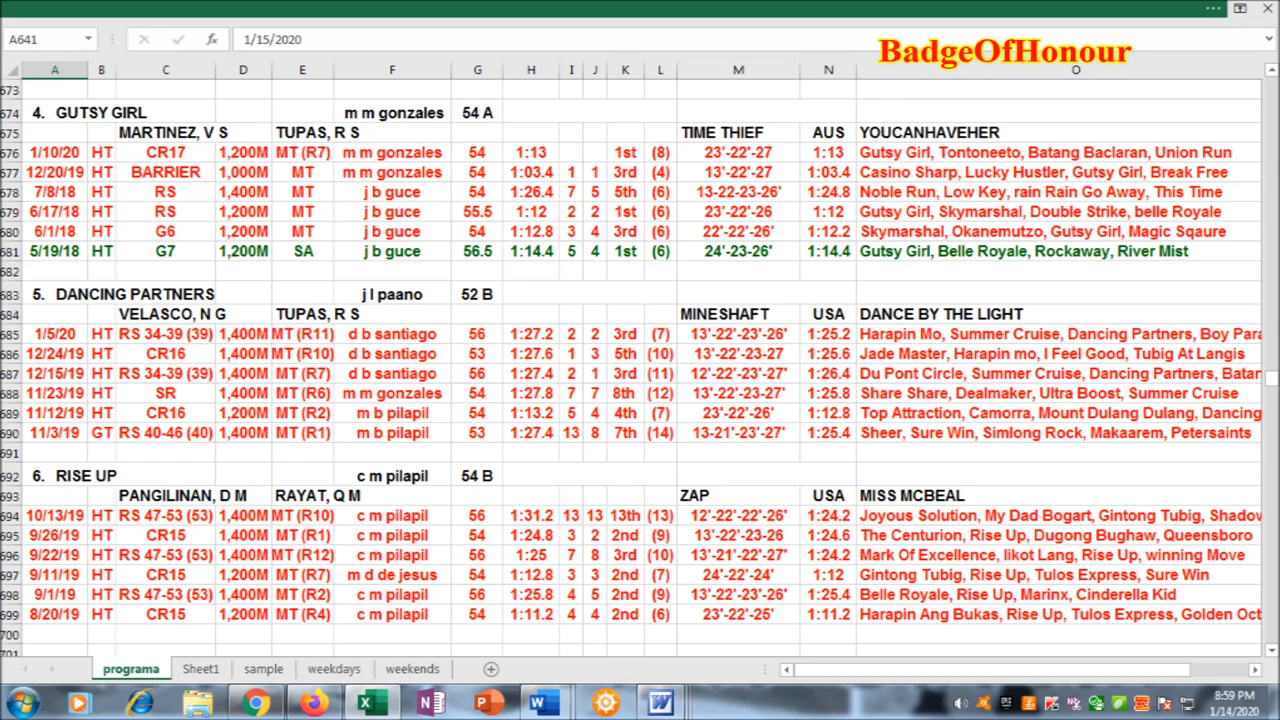 A641 fx 1/15/2020
BadgeOfHonour
A B C D E F G H I J K L M N O
673
674 4. GUTSY GIRL m m gonzales 54 A
675 MARTINEZ, V S TUPAS, R S TIME THIEF AUS YOUCANHAVEHER
676 1/10/20 HT CR17 1,200M MT (R7) m m gonzales 54 1:13 1st (8) 23'-22'-27 1:13 Gutsy Girl, Tontoneeto, Batang Baclaran, Union Run
677 12/20/19 HT BARRIER 1,000M MT m m gonzales 54 1:03.4 1 1 3rd (4) 13'-22'-27 1:03.4 Casino Sharp, Lucky Hustler, Gutsy Girl, Break Free
678 7/8/18 HT RS 1,400M MT j b guce 54 1:26.4 7 5 5th (6) 13-22-23-26' 1:24.8 Noble Run, Low Key, rain Rain Go Away, This Time
679 6/17/18 HT RS 1,200M MT j b guce 55.5 1:12 2 2 1st (6) 23'-22'-26 1:12 Gutsy Girl, Skymarshal, Double Strike, belle Royale
680 6/1/18 HT G6 1,200M MT j b guce 54 1:12.8 3 4 3rd (6) 22'-22'-26' 1:12.2 Skymarshal, Okanemutzo, Gutsy Girl, Magic Sqaure
681 5/19/18 HT G7 1,200M SA j b guce 56.5 1:14.4 5 4 1st (6) 24'-23-26' 1:14.4 Gutsy Girl, Belle Royale, Rockaway, River Mist
682
683 5. DANCING PARTNERS j l paano 52 B
684 VELASCO, N G TUPAS, R S MINESHAFT USA DANCE BY THE LIGHT
685 1/5/20 HT RS 34-39 (39) 1,400M MT (R11) d b santiago 56 1:27.2 2 2 3rd (7) 13'-22'-23'-26' 1:25.2 Harapin Mo, Summer Cruise, Dancing Partners, Boy Para
686 12/24/19 HT CR16 1,400M MT (R10) d b santiago 53 1:27.6 1 3 5th (10) 13'-22'-23-27 1:25.6 Jade Master, Harapin mo, I Feel Good, Tubig At Langis
687 12/15/19 HT RS 34-39 (39) 1,400M MT (R7) d b santiago 56 1:27.4 2 1 3rd (11) 12'-22'-23-27' 1:26.4 Du Pont Circle, Summer Cruise, Dancing Partners, Batan
688 11/23/19 HT SR 1,400M MT (R6) m m gonzales 54 1:27.8 7 7 8th (12) 13'-22-23'-27' 1:25.8 Share Share, Dealmaker, Ultra Boost, Summer Cruise
689 11/12/19 HT CR16 1,200M MT (R2) m b pilapil 54 1:13.2 5 4 4th (7) 23'-22'-26' 1:12.8 Top Attraction, Camorra, Mount Dulang Dulang, Dancing
690 11/3/19 GT RS 40-46 (40) 1,400M MT (R1) m b pilapil 53 1:27.4 13 8 7th (14) 13-21'-23'-27' 1:25.4 Sheer, Sure Win, Simlong Rock, Makaarem, Petersaints
691
692 6. RISE UP c m pilapil 54 B
693 PANGILINAN, D M RAYAT, Q M ZAP USA MISS MCBEAL
694 10/13/19 HT RS 47-53 (53) 1,400M MT (R10) c m pilapil 56 1:31.2 13 13 13th (13) 12'-22'-22'-26' 1:24.2 Joyous Solution, My Dad Bogart, Gintong Tubig, Shadov
695 9/26/19 HT CR15 1,400M MT (R1) c m pilapil 54 1:24.8 3 2 2nd (9) 13'-22-23'-26 1:24.6 The Centurion, Rise Up, Dugong Bughaw, Queensboro
696 9/22/19 HT RS 47-53 (53) 1,400M MT (R12) c m pilapil 56 1:25 7 8 3rd (10) 13'-21'-22'-27' 1:24.2 Mark Of Excellence, Iikot Lang, Rise Up, winning Move
697 9/11/19 HT CR15 1,200M MT (R7) m d de jesus 54 1:12.8 3 3 2nd (7) 24'-22'-24' 1:12 Gintong Tubig, Rise Up, Tulos Express, Sure Win
698 9/1/19 HT RS 47-53 (53) 1,400M MT (R2) c m pilapil 56 1:25.8 4 5 2nd (9) 13'-22-23'-26' 1:25.4 Belle Royale, Rise Up, Marinx, Cinderella Kid
699 8/20/19 HT CR15 1,200M MT (R4) c m pilapil 54 1:11.2 4 4 2nd (6) 23'-22'-25' 1:11.2 Harapin Ang Bukas, Rise Up, Tulos Express, Golden Oct
700
701
programa Sheet1 sample weekdays weekends
8:59 PM
1/14/2020